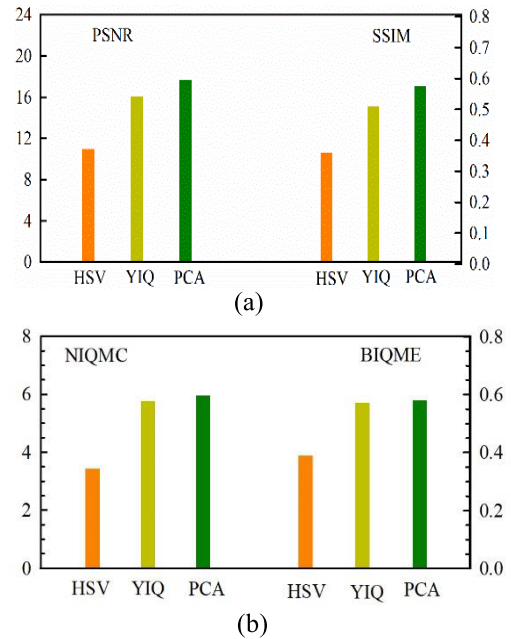 24
20
16
12
8
4
0
PSNR
SSIM
0.8
0.7
0.6
0.5
0.4
0.3
0.2
0.1
0.0
HSV YIQ PCA
HSV YIQ PCA
(a)
8
6
4
2
0
NIQMC
BIQME
0.8
0.6
0.4
0.2
0.0
HSV YIQ PCA
HSV YIQ PCA
(b)